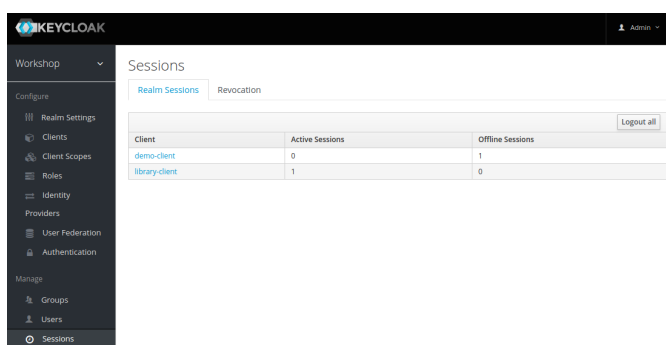 KEYCLOAK
Admin
Workshop
Configure
Realm Settings
Clients
Client Scopes
Roles
Identity
Providers
User Federation
Authentication
Manage
Groups
Users
Sessions
Sessions
Realm Sessions Revocation
Logout all
Client Active Sessions Offline Sessions
demo-client 0 1
library-client 1 0